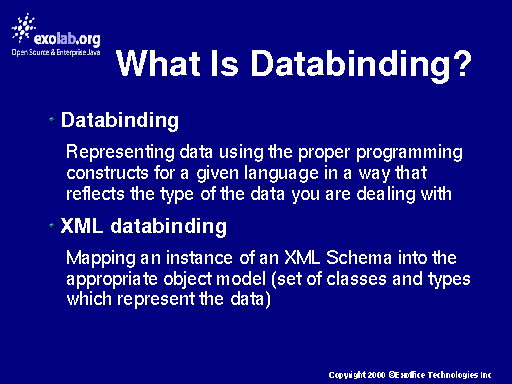 exolab.org
Open Source & Enterprise Java
What Is Databinding?
Databinding
Representing data using the proper programming
constructs for a given language in a way that
reflects the type of the data you are dealing with
XML databinding
Mapping an instance of an XML Schema into the
appropriate object model (set of classes and types
which represent the data)
Copyright 2000 ©Exoffice Technologies Inc